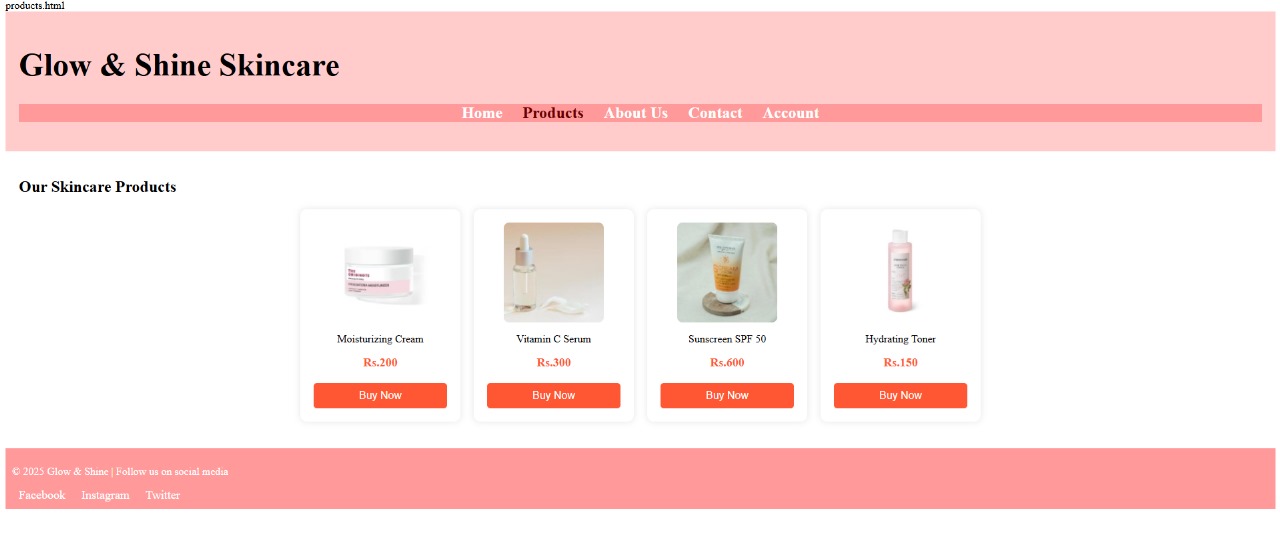 products.html
Glow & Shine Skincare
Home Products About Us Contact Account
Our Skincare Products
Moisturizing Cream Vitamin C Serum Sunscreen SPF 50 Hydrating Toner
Rs.200 Rs.300 Rs.600 Rs.150
Buy Now Buy Now Buy Now Buy Now
© 2025 Glow & Shine | Follow us on social media
Facebook Instagram Twitter